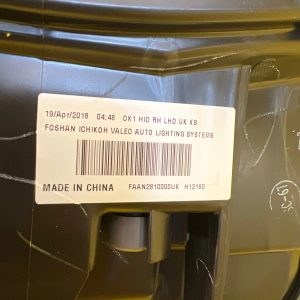 19/Apr/2018 04:48 OX1 HID RH LHD UK KB
FOSHAN ICHIKOH VALEO AUTO LIGHTING SYSTEMS
MADE IN CHINA FAAN2810000UK H12160